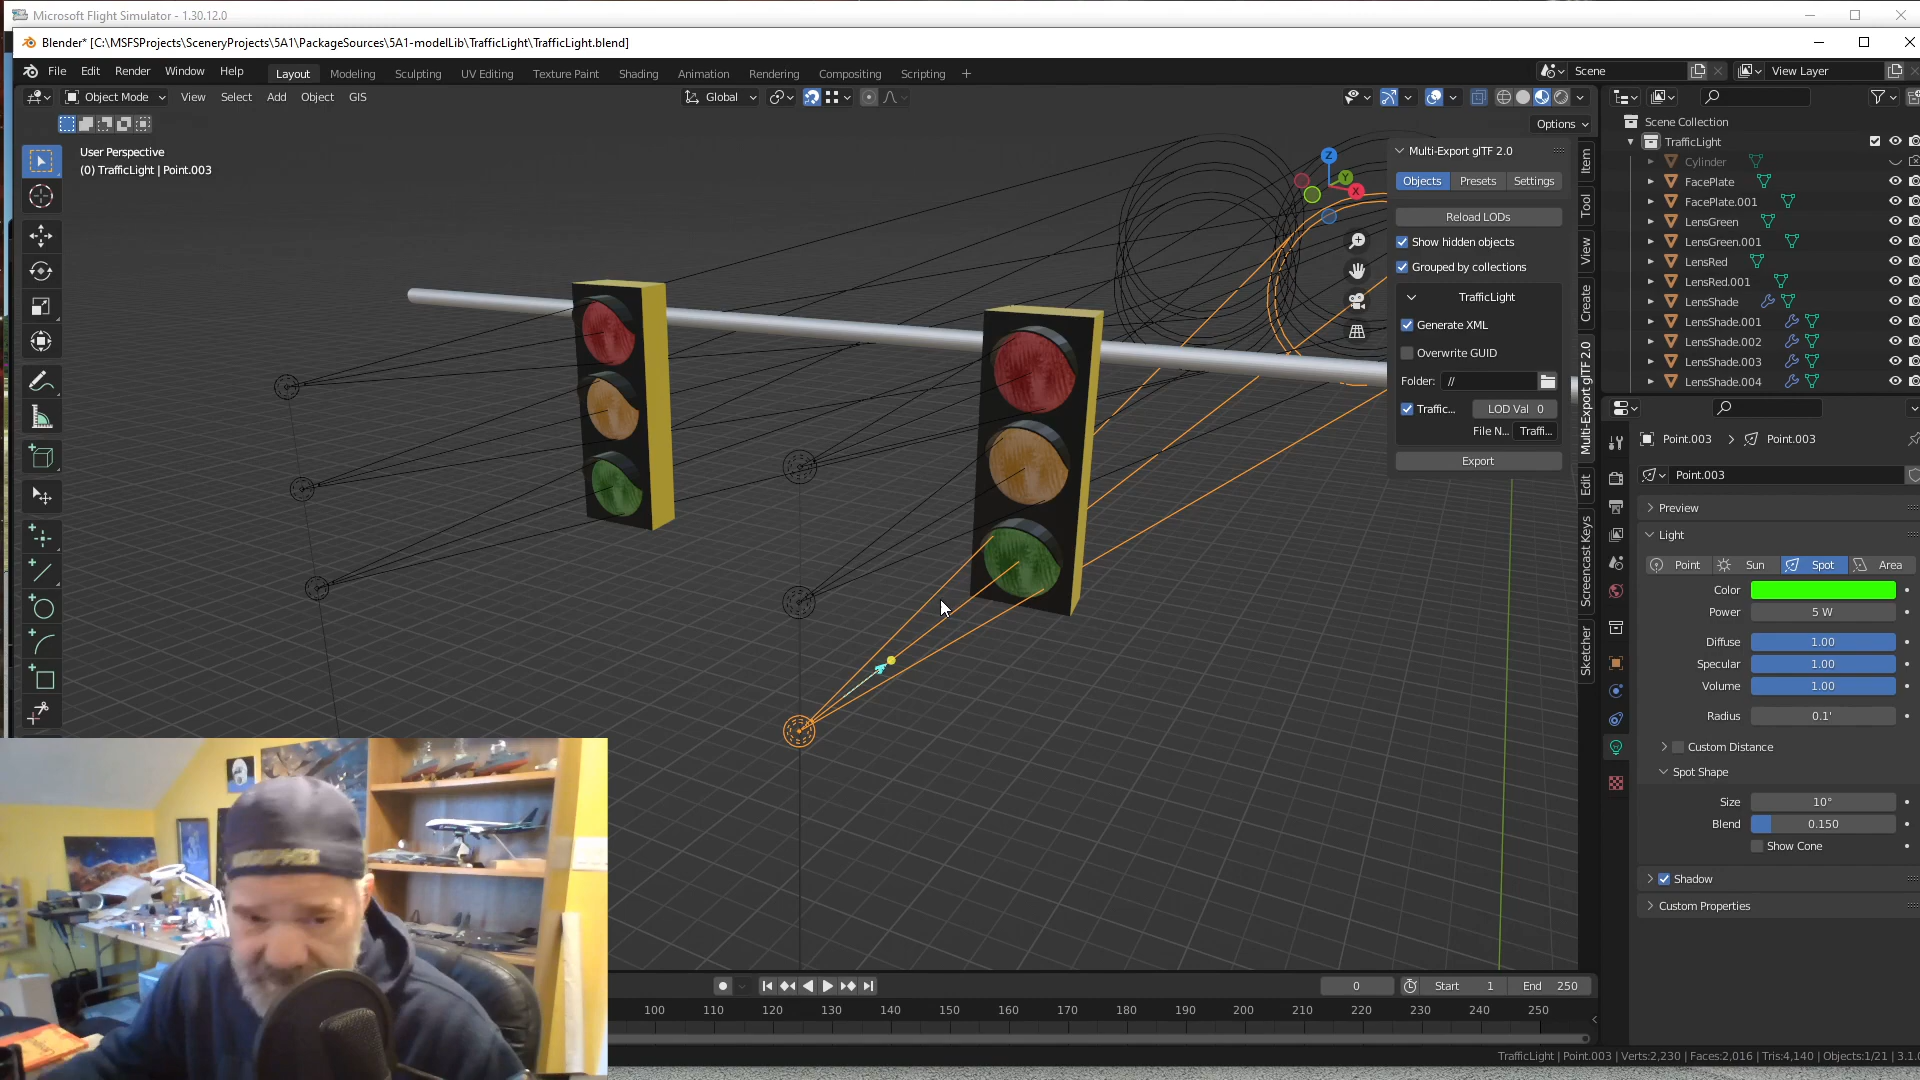 Microsoft Flight Simulator - 1.30.12.0
Blender* [C:\MSFSProjects\SceneryProjects\5A1\PackageSources\5A1-modelLib\TrafficLight\TrafficLight.blend]
File Edit Render Window Help Layout Modeling Sculpting UV Editing Texture Paint Shading Animation Rendering Compositing Scripting + Scene View Layer
Object Mode View Select Add Object GIS Global
Options
User Perspective
(0) TrafficLight | Point.003
Z
Y
X
Multi-Export glTF 2.0
Objects Presets Settings
Reload LODs
Show hidden objects
Grouped by collections
TrafficLight
Generate XML
Overwrite GUID
Folder: //
Traffic... LOD Val 0
File N... Traffi...
Export
Item
Tool
View
Create
Multi-Export glTF 2.0
Edit
Screencast Keys
Sketcher
Scene Collection
TrafficLight
Cylinder
FacePlate
FacePlate.001
LensGreen
LensGreen.001
LensRed
LensRed.001
LensShade
LensShade.001
LensShade.002
LensShade.003
LensShade.004
Point.003 > Point.003
Point.003
Preview
Light
Point Sun Spot Area
Color
Power 5 W
Diffuse 1.00
Specular 1.00
Volume 1.00
Radius 0.1'
Custom Distance
Spot Shape
Size 10°
Blend 0.150
Show Cone
Shadow
Custom Properties
0 Start 1 End 250
100 110 120 130 140 150 160 170 180 190 200 210 220 230 240 250
TrafficLight | Point.003 | Verts:2,230 | Faces:2,016 | Tris:4,140 | Objects:1/21 | 3.1.0